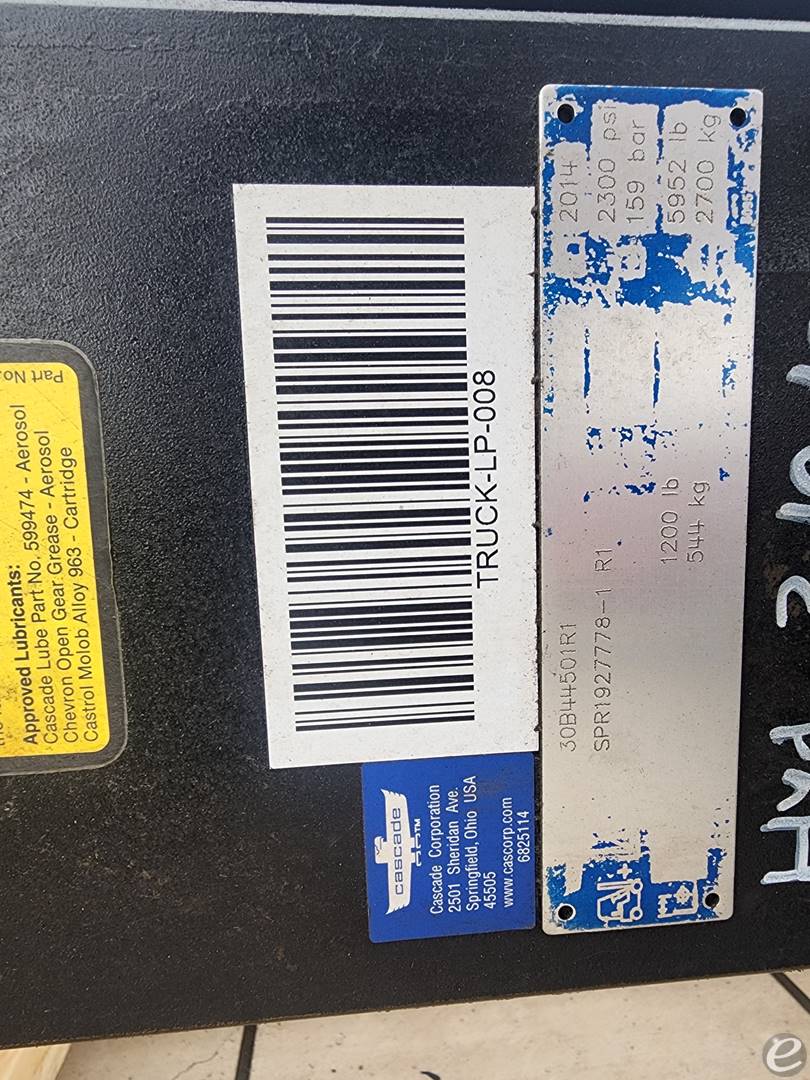 Approved Lubricants:
Cascade Lube Part No. 599474 - Aerosol
Chevron Open Gear Grease - Aerosol
Castrol Molob Alloy 963 - Cartridge
Part No.
TRUCK-LP-008
cascade
TM
Cascade Corporation
2501 Sheridan Ave.
Springfield, Ohio USA
45505
www.cascorp.com
6825114
30B44501R1
2014
SPR1927778-1 R1
2300 psi
159 bar
1200 lb
5952 lb
544 kg
2700 kg
e